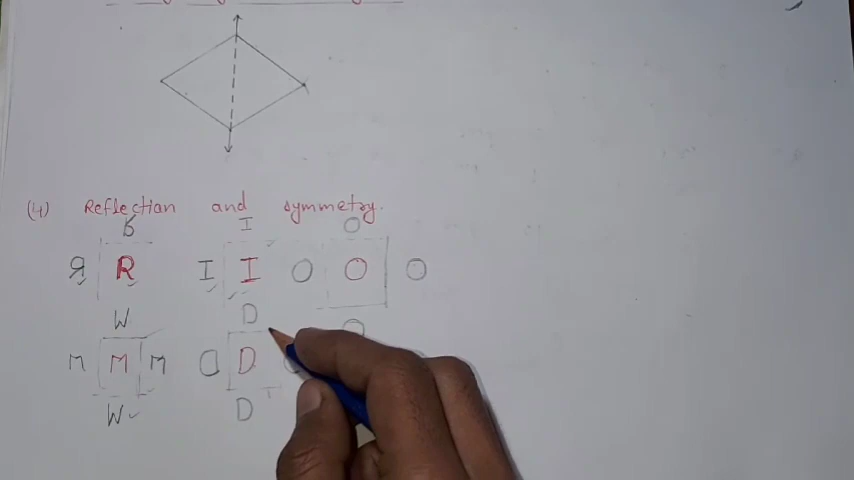 (4) Reflection and symmetry.
R I O
Я R I I O O O
W D
M M M D D
W D